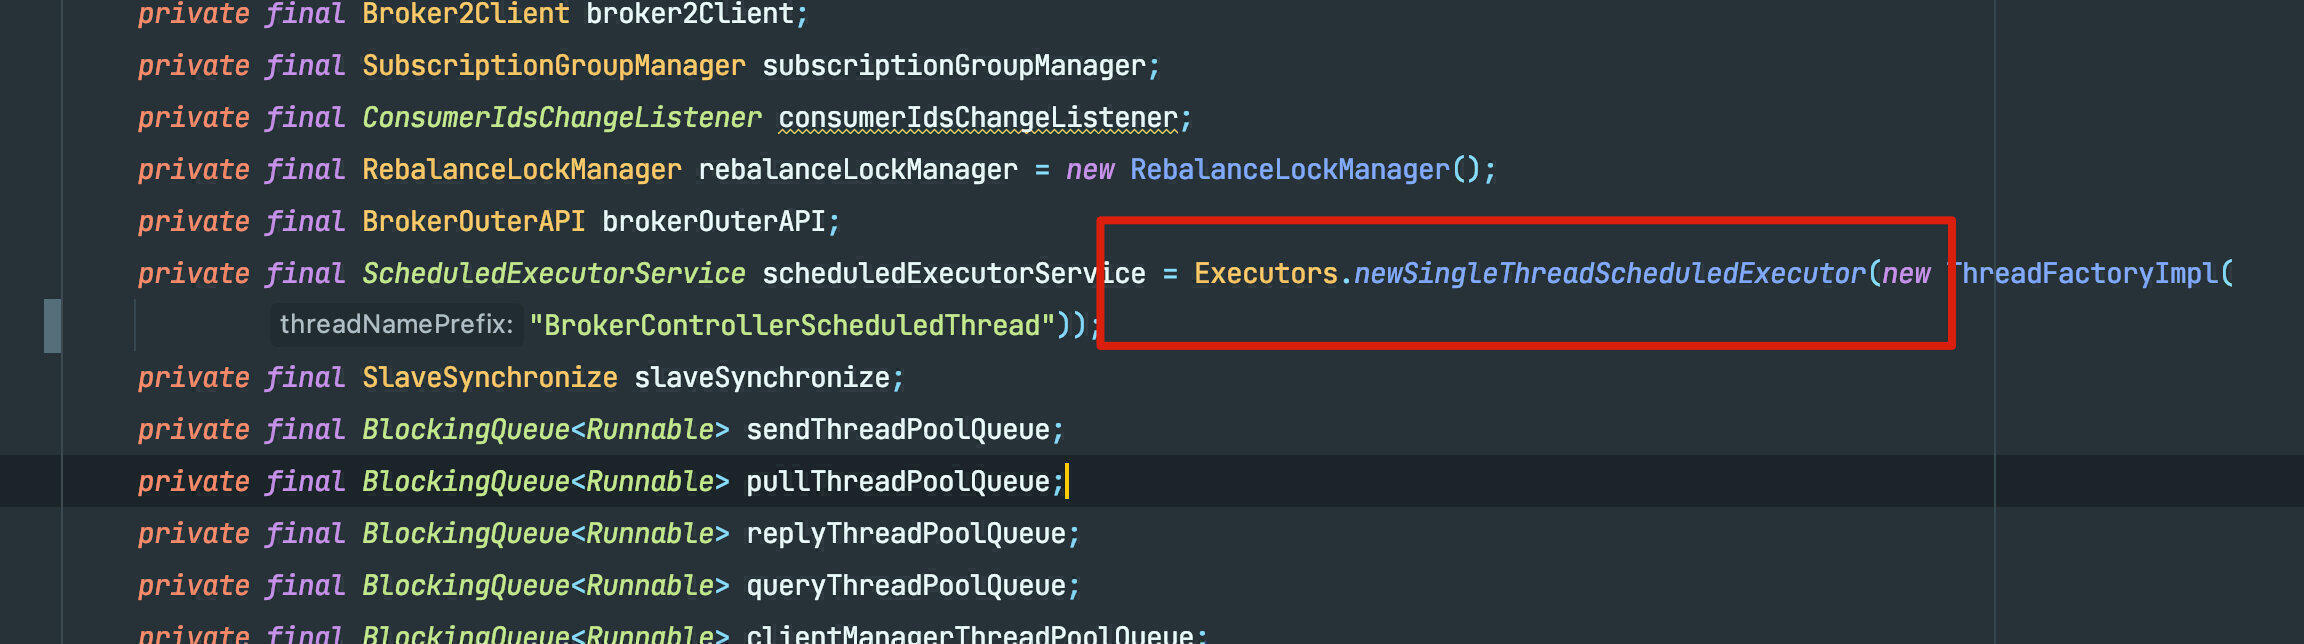 private final Broker2Client broker2Client;
private final SubscriptionGroupManager subscriptionGroupManager;
private final ConsumerIdsChangeListener consumerIdsChangeListener;
private final RebalanceLockManager rebalanceLockManager = new RebalanceLockManager();
private final BrokerOuterAPI brokerOuterAPI;
private final ScheduledExecutorService scheduledExecutorService = Executors.newSingleThreadScheduledExecutor(new ThreadFactoryImpl(
threadNamePrefix: "BrokerControllerScheduledThread"));
private final SlaveSynchronize slaveSynchronize;
private final BlockingQueue<Runnable> sendThreadPoolQueue;
private final BlockingQueue<Runnable> pullThreadPoolQueue;
private final BlockingQueue<Runnable> replyThreadPoolQueue;
private final BlockingQueue<Runnable> queryThreadPoolQueue;
private final BlockingQueue<Runnable> clientManagerThreadPoolQueue;